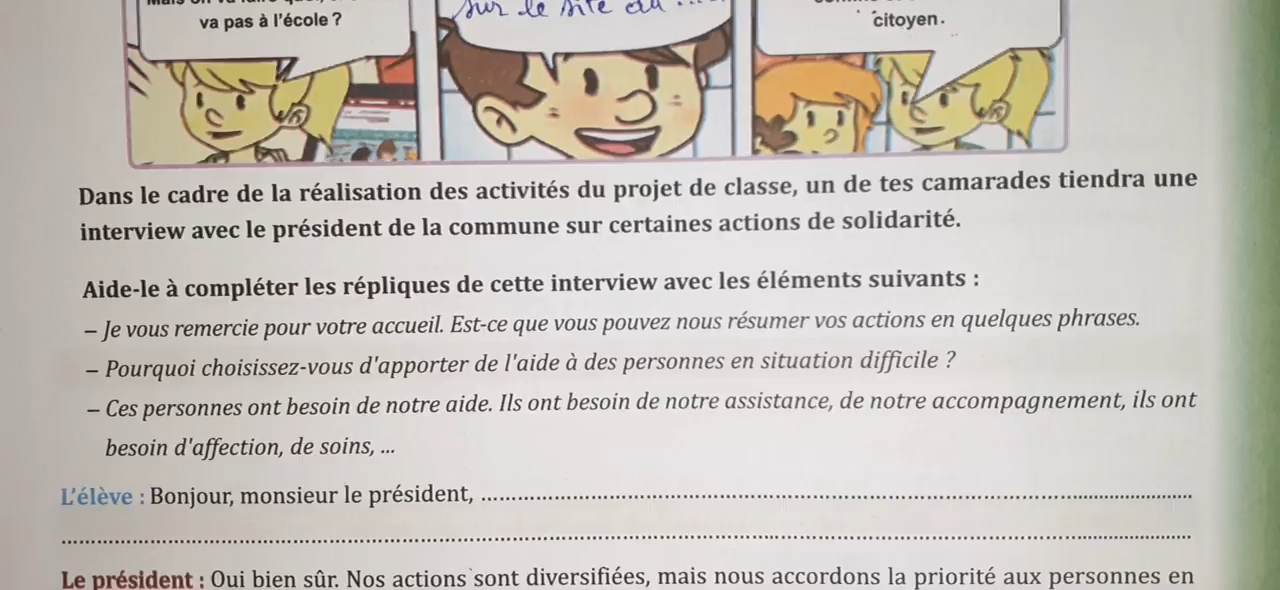 va pas à l'école ?
sur le site du ....
citoyen.
Dans le cadre de la réalisation des activités du projet de classe, un de tes camarades tiendra une
interview avec le président de la commune sur certaines actions de solidarité.
Aide-le à compléter les répliques de cette interview avec les éléments suivants :
– Je vous remercie pour votre accueil. Est-ce que vous pouvez nous résumer vos actions en quelques phrases.
– Pourquoi choisissez-vous d'apporter de l'aide à des personnes en situation difficile ?
– Ces personnes ont besoin de notre aide. Ils ont besoin de notre assistance, de notre accompagnement, ils ont
besoin d'affection, de soins, ...
L'élève : Bonjour, monsieur le président, ........................................
........................................
Le président : Oui bien sûr. Nos actions sont diversifiées, mais nous accordons la priorité aux personnes en